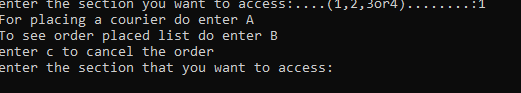 enter the section you want to access:....(1,2,3or4)........:1
For placing a courier do enter A
To see order placed list do enter B
enter c to cancel the order
enter the section that you want to access: